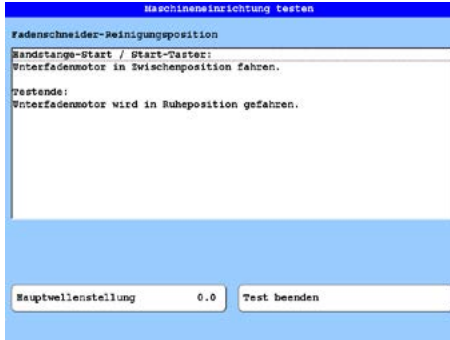 Maschineneinrichtung testen
Fadenschneider-Reinigungsposition
Handstange-Start / Start-Taster:
Unterfadenmotor in Zwischenposition fahren.
Testende:
Unterfadenmotor wird in Ruheposition gefahren.
Hauptwellenstellung 0.0
Test beenden